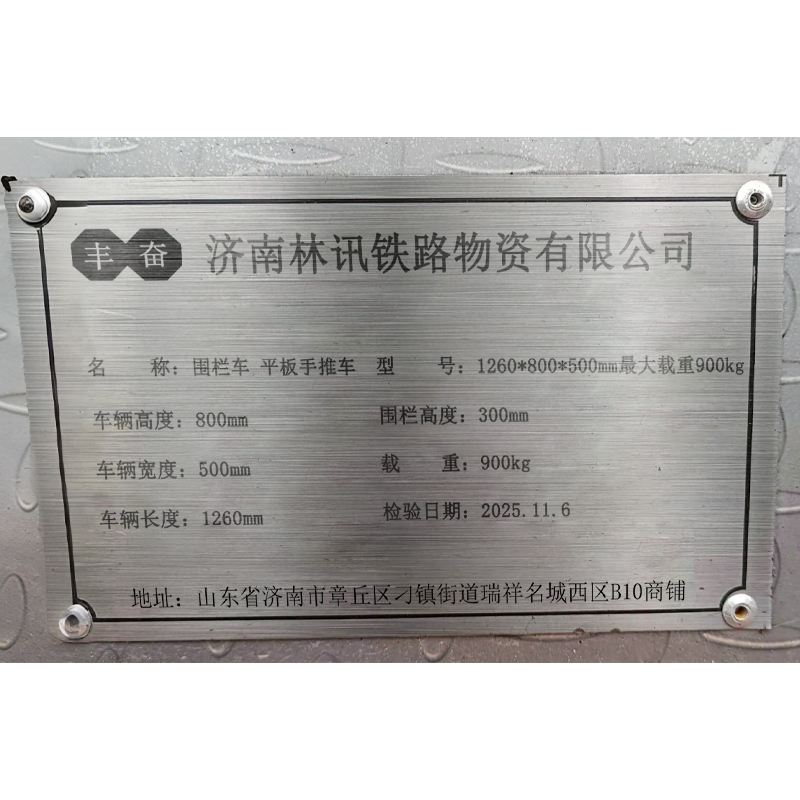 丰奋 济南林讯铁路物资有限公司
名 称：围栏车 平板手推车 型 号：1260*800*500mm最大载重900kg
车辆高度：800mm 围栏高度：300mm
车辆宽度：500mm 载 重：900kg
车辆长度：1260mm 检验日期：2025.11.6
地址：山东省济南市章丘区刁镇街道瑞祥名城西区B10商铺